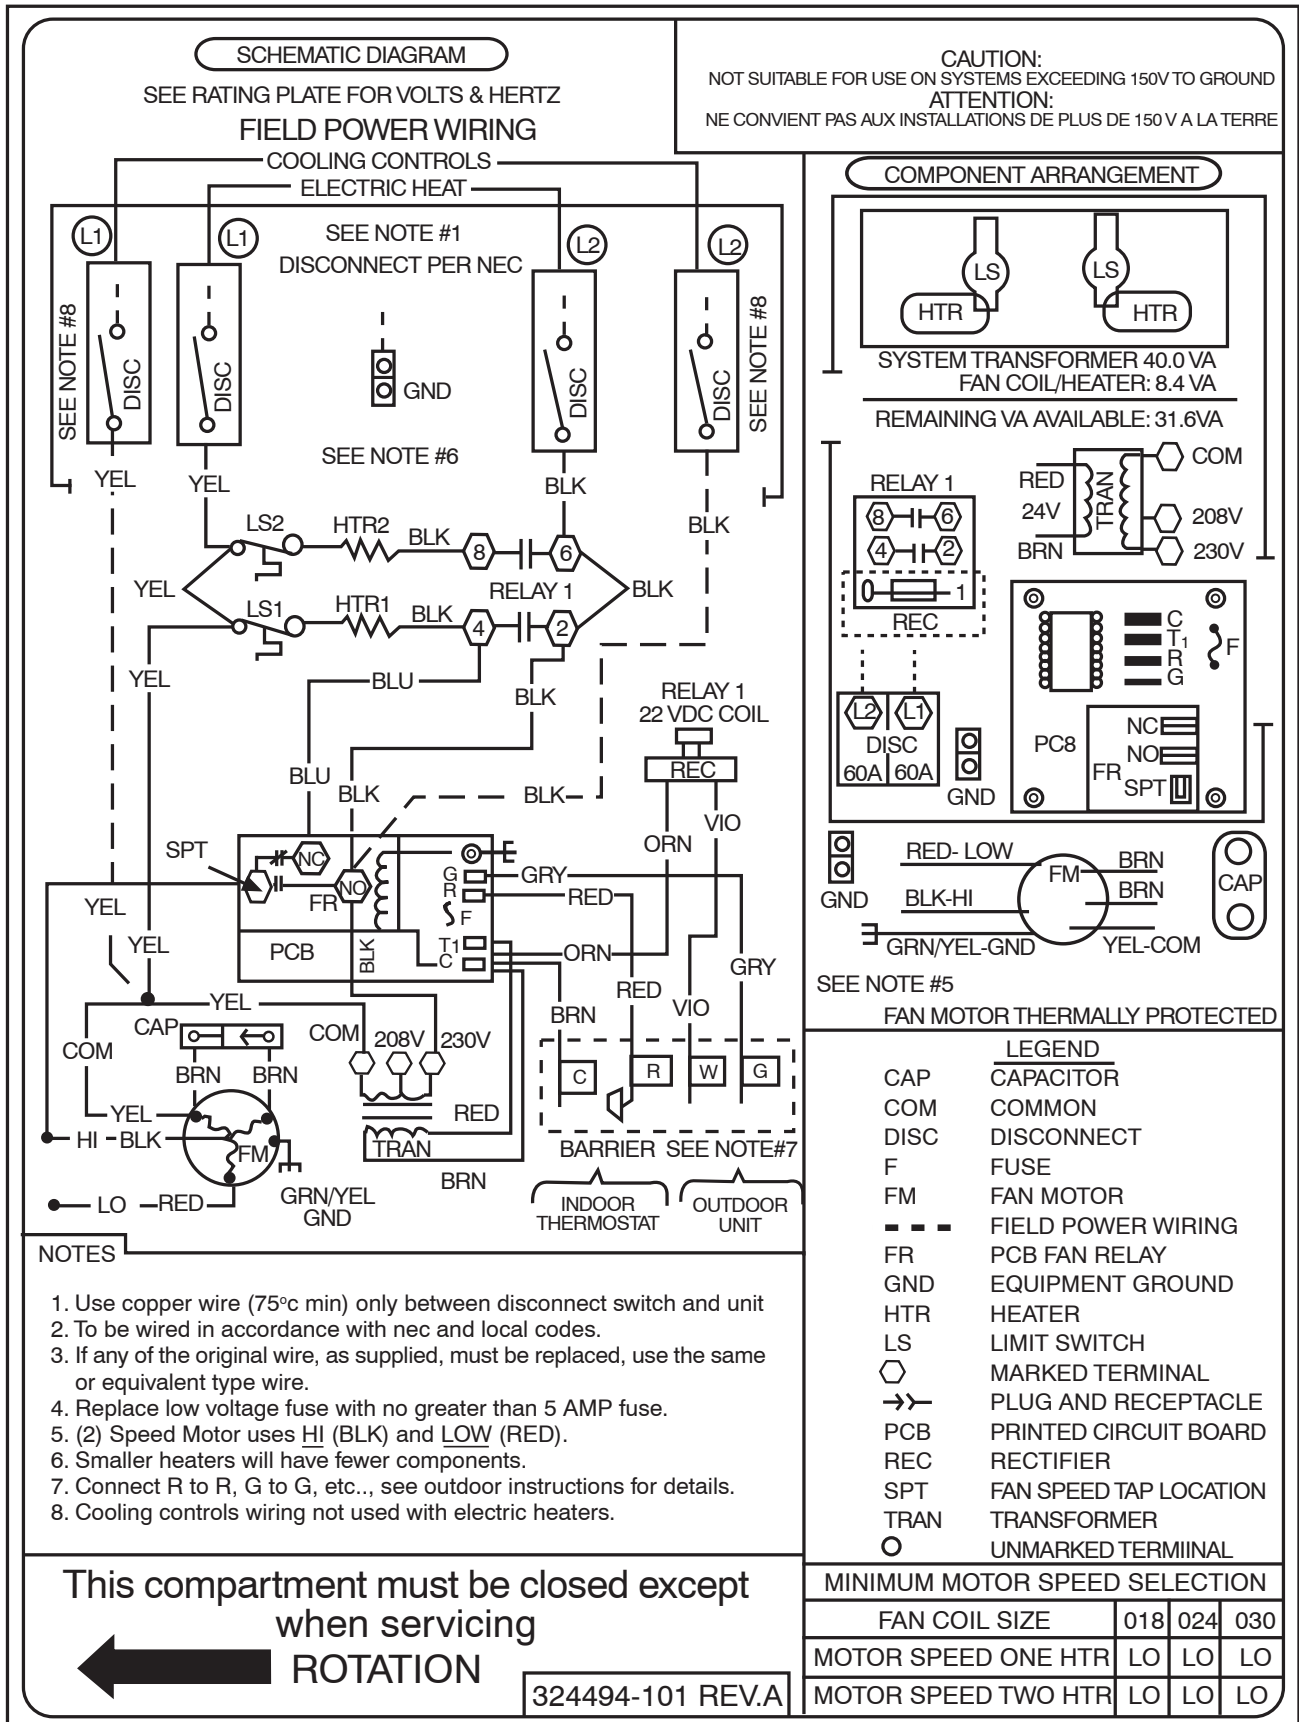 SCHEMATIC DIAGRAM
SEE RATING PLATE FOR VOLTS & HERTZ
FIELD POWER WIRING
COOLING CONTROLS
ELECTRIC HEAT
L1
L1
SEE NOTE #1
DISCONNECT PER NEC
L2
L2
SEE NOTE #8
DISC
DISC
GND
DISC
DISC
SEE NOTE #8
SEE NOTE #6
YEL
YEL
BLK
BLK
LS2
HTR2
BLK
8
6
YEL
RELAY 1
BLK
LS1
HTR1
BLK
4
2
YEL
BLU
BLK
RELAY 1
22 VDC COIL
REC
BLU
BLK
BLK
ORN
VIO
SPT
NC
NO
FR
G
R
F
T1
C
PCB
BLK
GRY
RED
ORN
YEL
YEL
RED
GRY
BRN
VIO
YEL
CAP
COM
COM
208V
230V
BRN
BRN
C
R
W
G
YEL
RED
HI
BLK
FM
TRAN
BARRIER
SEE NOTE#7
BRN
GRN/YEL
GND
LO
RED
INDOOR
THERMOSTAT
OUTDOOR
UNIT
NOTES
1. Use copper wire (75ºc min) only between disconnect switch and unit
2. To be wired in accordance with nec and local codes.
3. If any of the original wire, as supplied, must be replaced, use the same
or equivalent type wire.
4. Replace low voltage fuse with no greater than 5 AMP fuse.
5. (2) Speed Motor uses HI (BLK) and LOW (RED).
6. Smaller heaters will have fewer components.
7. Connect R to R, G to G, etc.., see outdoor instructions for details.
8. Cooling controls wiring not used with electric heaters.
This compartment must be closed except
when servicing
ROTATION
324494-101 REV.A
CAUTION:
NOT SUITABLE FOR USE ON SYSTEMS EXCEEDING 150V TO GROUND
ATTENTION:
NE CONVIENT PAS AUX INSTALLATIONS DE PLUS DE 150 V A LA TERRE
COMPONENT ARRANGEMENT
LS
LS
HTR
HTR
SYSTEM TRANSFORMER 40.0 VA
FAN COIL/HEATER: 8.4 VA
REMAINING VA AVAILABLE: 31.6VA
RELAY 1
8
6
4
2
1
REC
RED
24V
BRN
TRAN
COM
208V
230V
L2
L1
DISC
60A
60A
GND
C
T1
R
G
F
PC8
NC
NO
FR
SPT
GND
RED- LOW
BLK-HI
GRN/YEL-GND
FM
BRN
BRN
YEL-COM
CAP
SEE NOTE #5
FAN MOTOR THERMALLY PROTECTED
LEGEND
CAP CAPACITOR
COM COMMON
DISC DISCONNECT
F FUSE
FM FAN MOTOR
FIELD POWER WIRING
FR PCB FAN RELAY
GND EQUIPMENT GROUND
HTR HEATER
LS LIMIT SWITCH
MARKED TERMINAL
PLUG AND RECEPTACLE
PCB PRINTED CIRCUIT BOARD
REC RECTIFIER
SPT FAN SPEED TAP LOCATION
TRAN TRANSFORMER
UNMARKED TERMIINAL
MINIMUM MOTOR SPEED SELECTION
FAN COIL SIZE 018 024 030
MOTOR SPEED ONE HTR LO LO LO
MOTOR SPEED TWO HTR LO LO LO